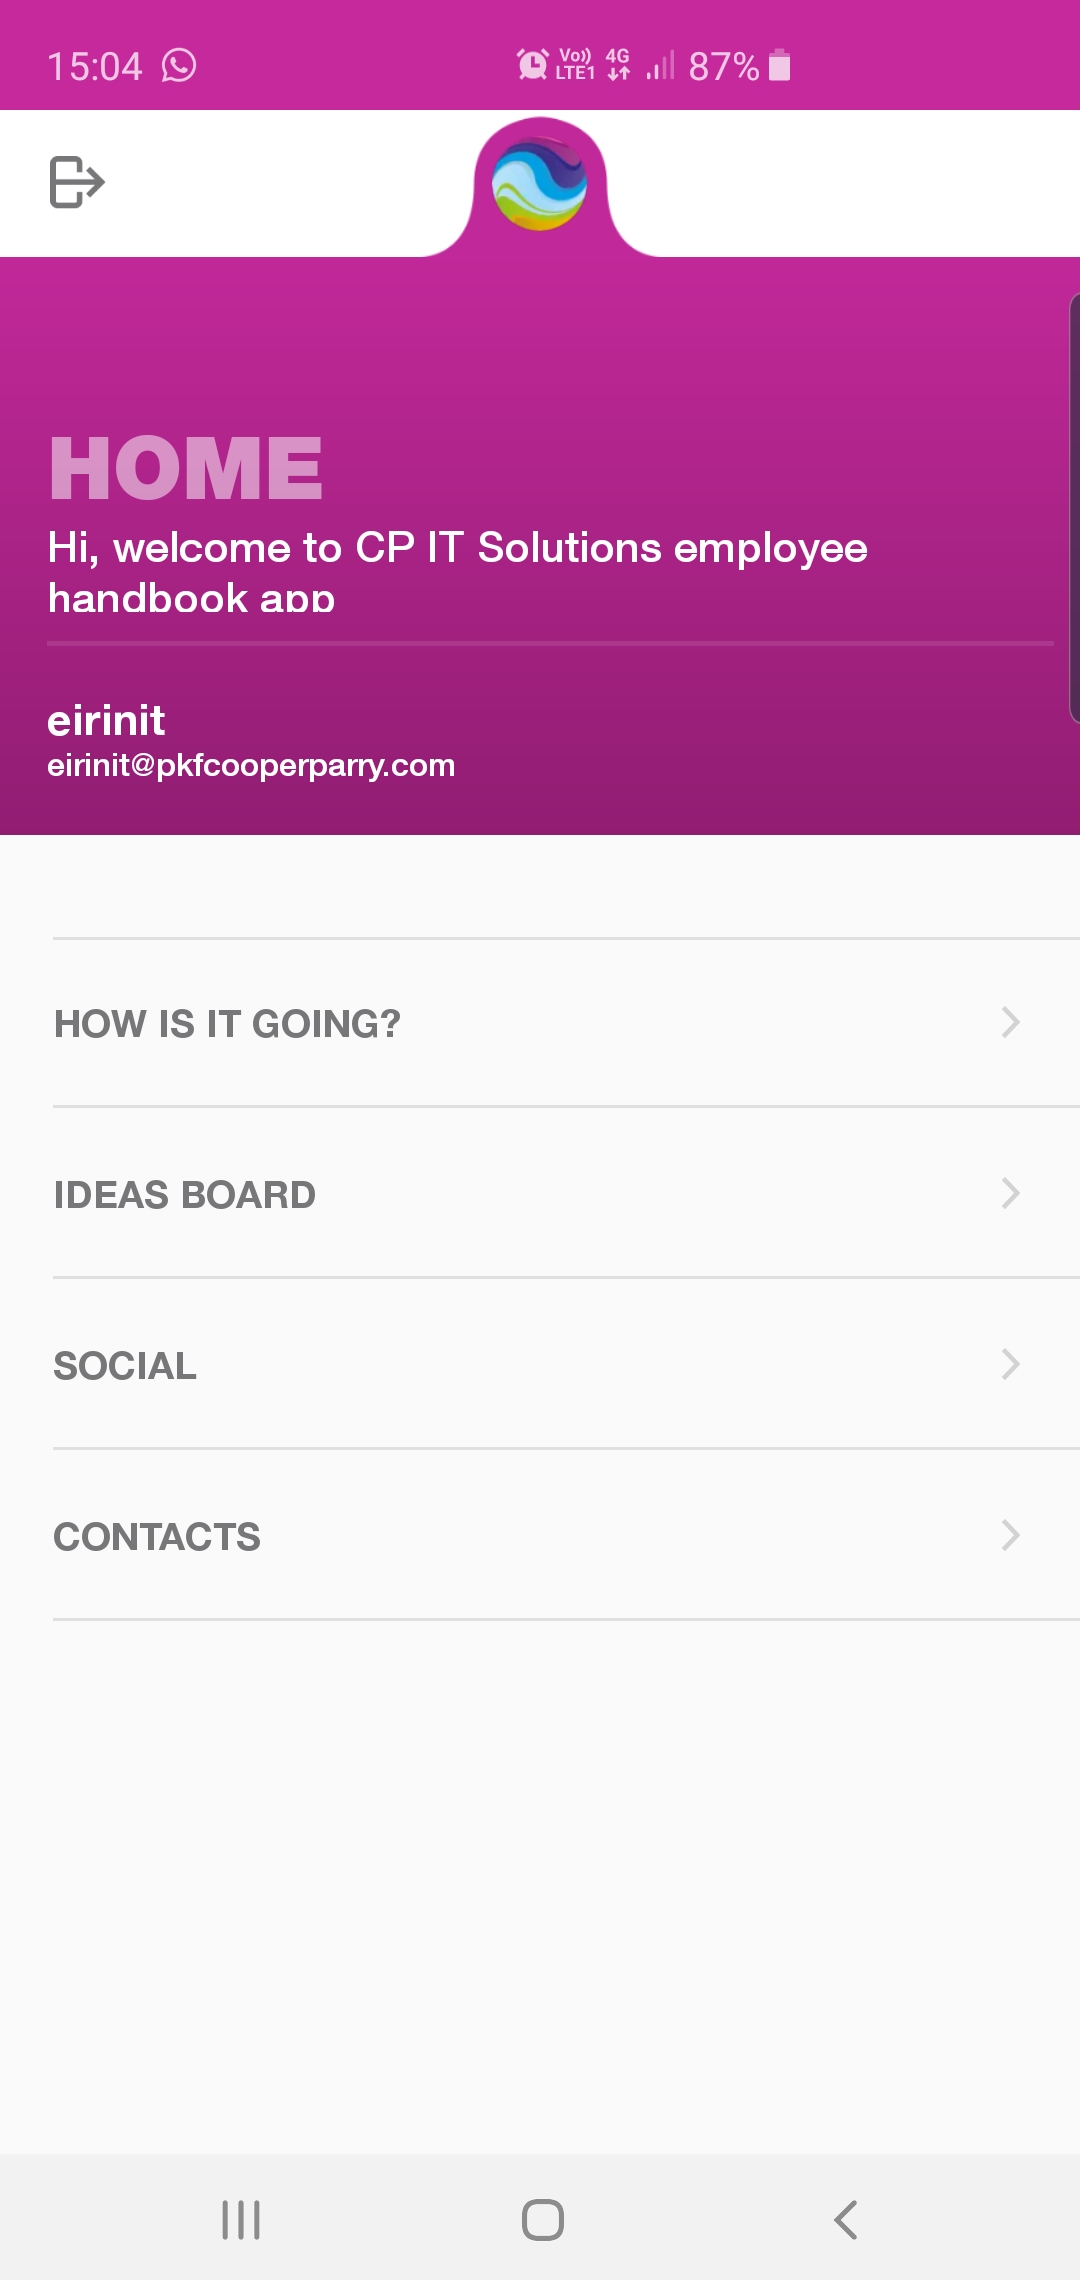 15:04 Vo)) LTE1 4G 87%
HOME
Hi, welcome to CP IT Solutions employee
handbook app
eirinit
eirinit@pkfcooperparry.com
HOW IS IT GOING?
IDEAS BOARD
SOCIAL
CONTACTS